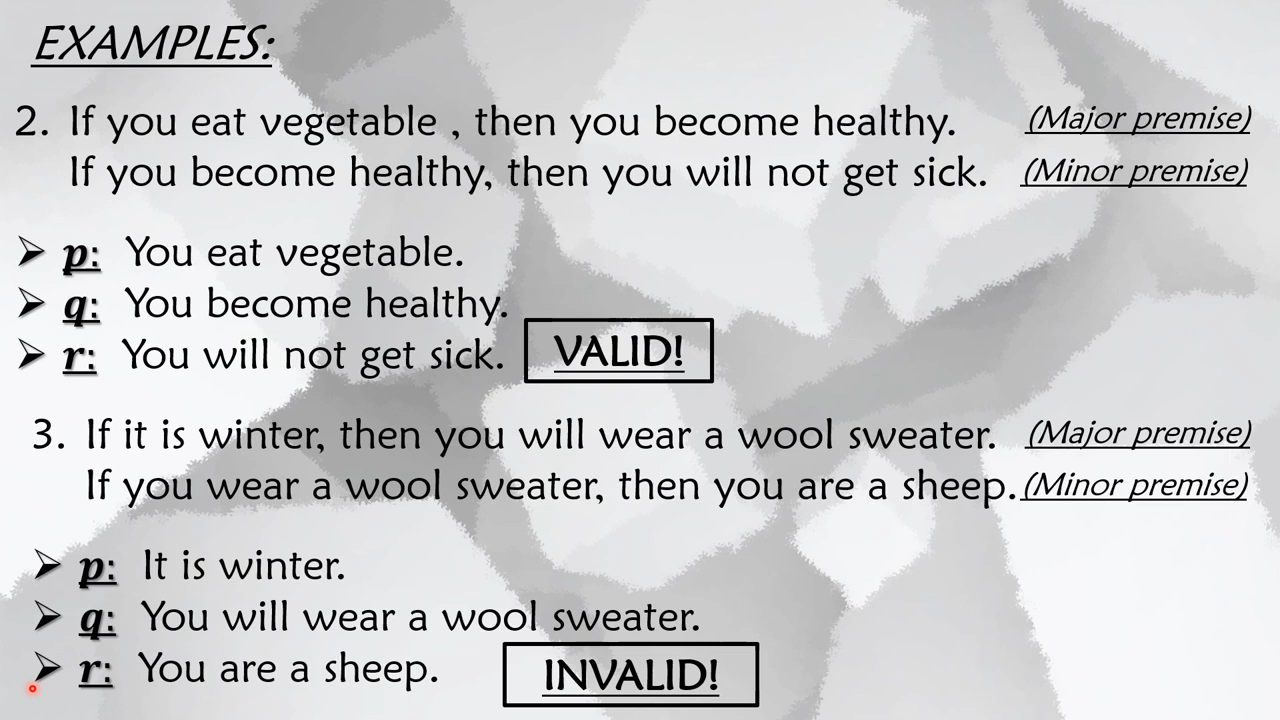 EXAMPLES:
2. If you eat vegetable , then you become healthy. (Major premise)
If you become healthy, then you will not get sick. (Minor premise)
➢ p: You eat vegetable.
➢ q: You become healthy.
➢ r: You will not get sick.
VALID!
3. If it is winter, then you will wear a wool sweater. (Major premise)
If you wear a wool sweater, then you are a sheep. (Minor premise)
➢ p: It is winter.
➢ q: You will wear a wool sweater.
➢ r: You are a sheep.
INVALID!